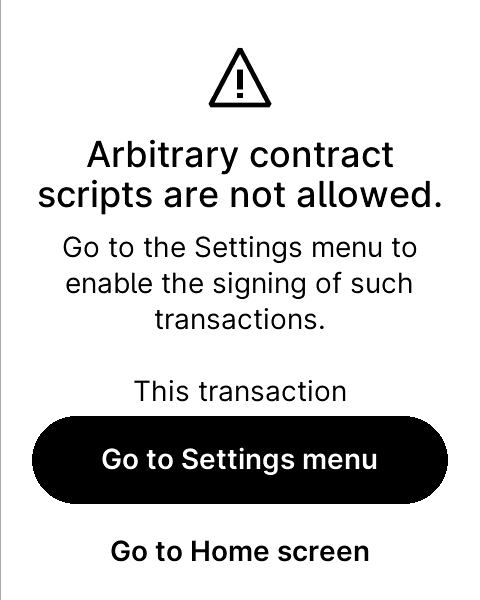 Arbitrary contract
scripts are not allowed.
Go to the Settings menu to
enable the signing of such
transactions.
This transaction
Go to Settings menu
Go to Home screen